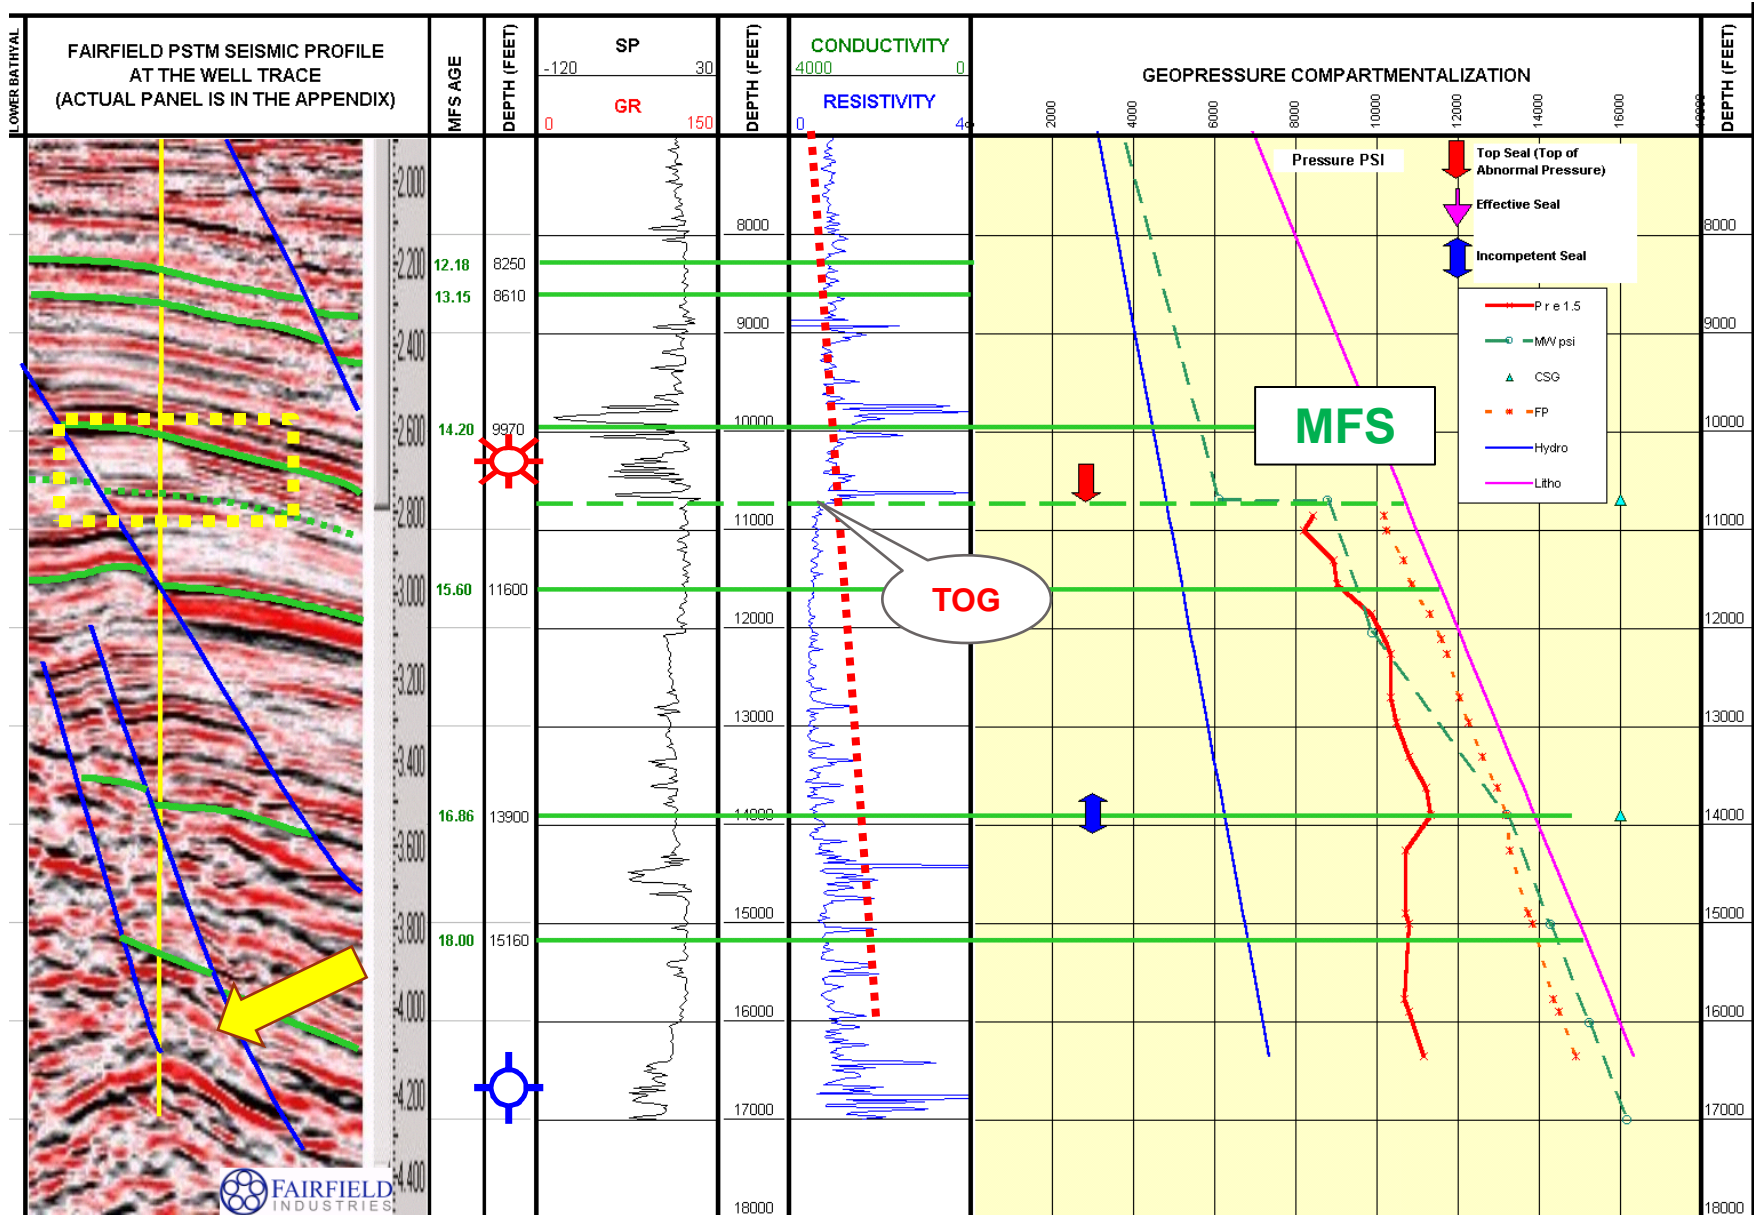 LOWER BATHYAL
FAIRFIELD PSTM SEISMIC PROFILE
AT THE WELL TRACE
(ACTUAL PANEL IS IN THE APPENDIX)
MFS AGE
DEPTH (FEET)
SP
-120 30
GR
0 150
DEPTH (FEET)
CONDUCTIVITY
4000 0
RESISTIVITY
0
GEOPRESSURE COMPARTMENTALIZATION
2000
4000
6000
8000
10000
12000
14000
16000
DEPTH (FEET)
Pressure PSI
Top Seal (Top of
Abnormal Pressure)
Effective Seal
Incompetent Seal
P r e 1.5
MW psi
CSG
FP
Hydro
Litho
MFS
TOG
12.18 8250
13.15 8610
14.20 9970
15.60 11600
16.86 13900
18.00 15160
8000
9000
10000
11000
12000
13000
14000
15000
16000
17000
18000
8000
9000
10000
11000
12000
13000
14000
15000
16000
17000
18000
2.000
2.200
2.400
2.600
2.800
3.000
3.200
3.400
3.600
3.800
4.000
4.200
4.400
FAIRFIELD
INDUSTRIES